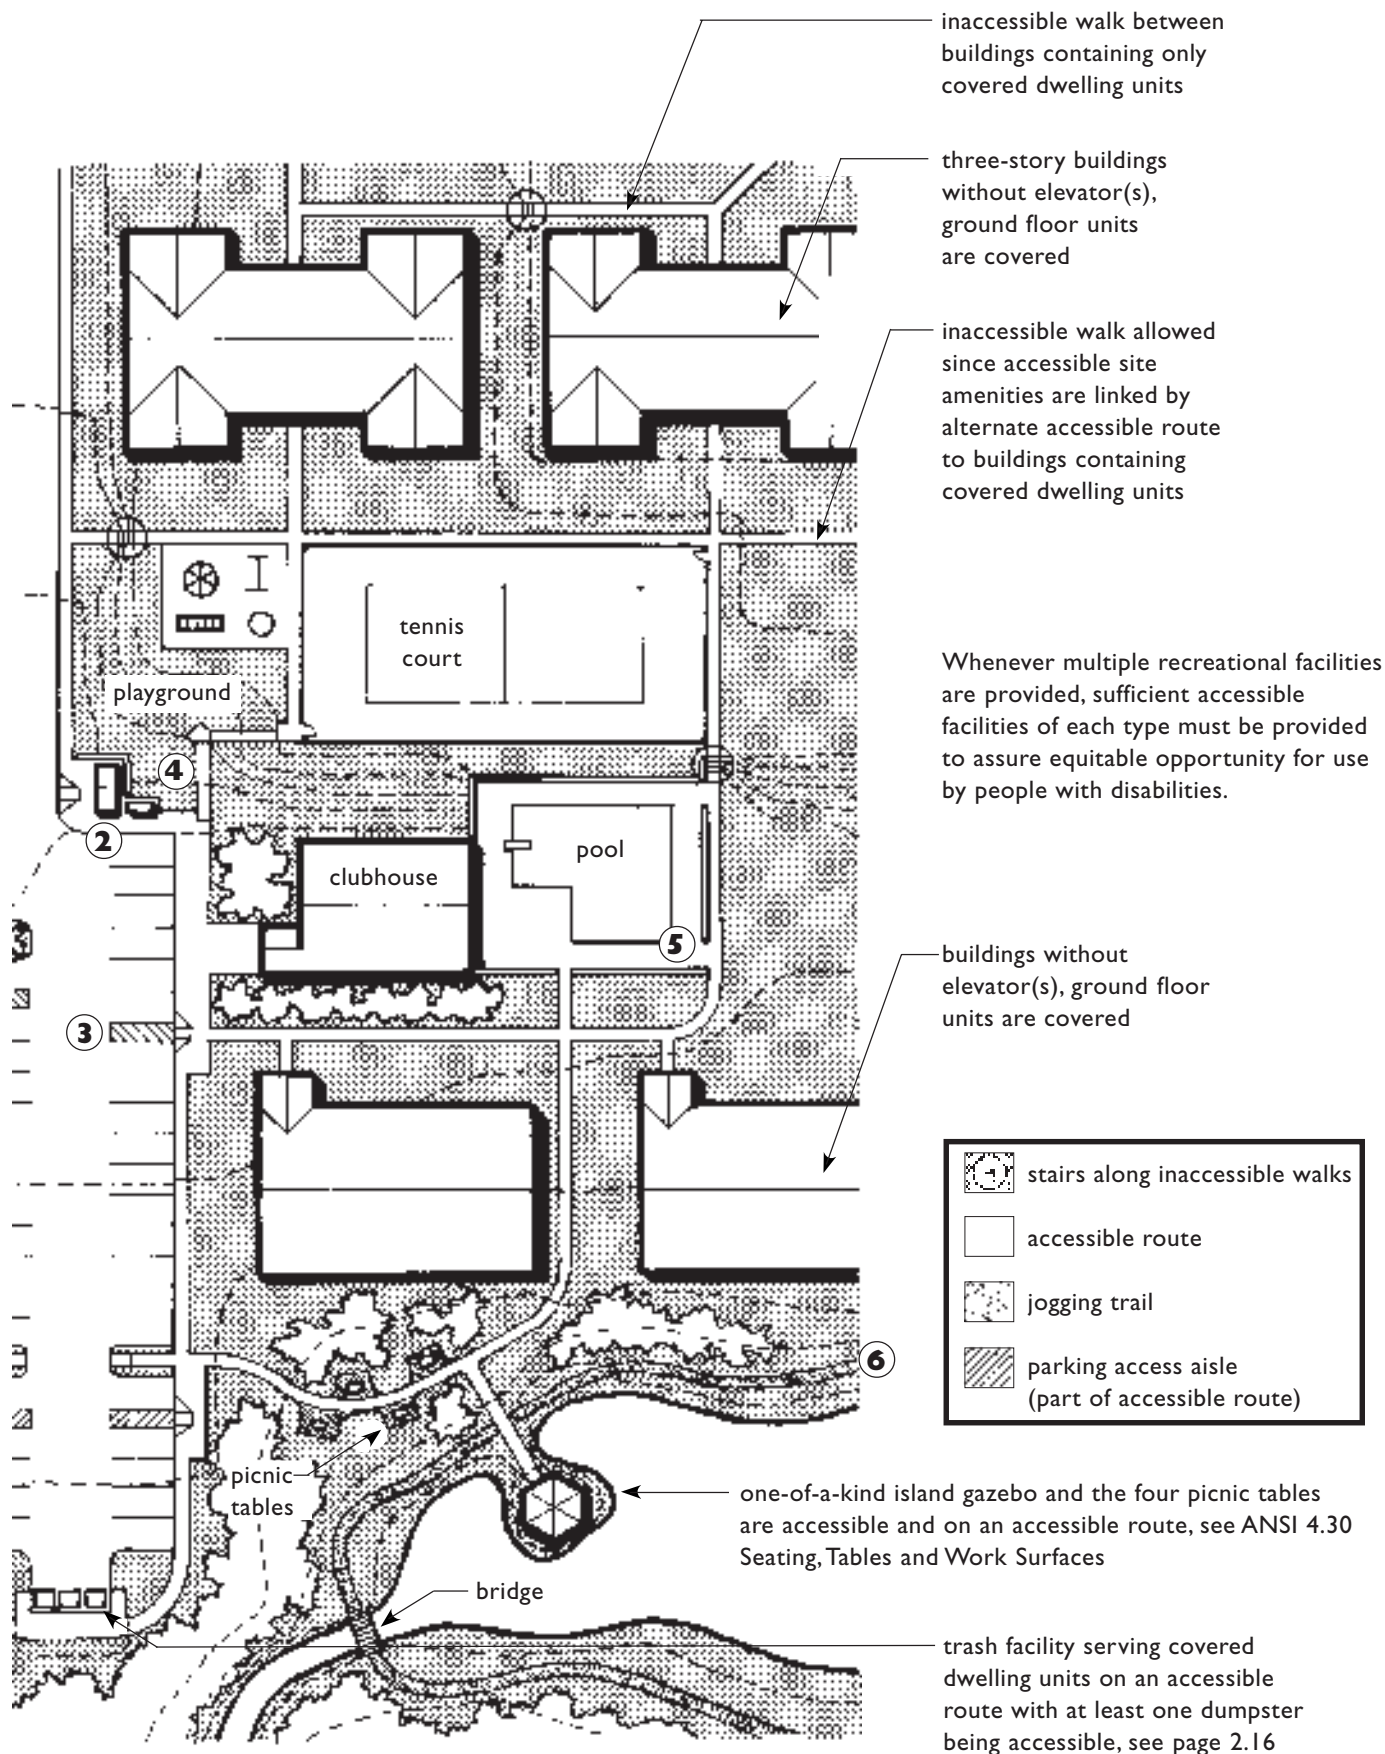 inaccessible walk between
buildings containing only
covered dwelling units
three-story buildings
without elevator(s),
ground floor units
are covered
inaccessible walk allowed
since accessible site
amenities are linked by
alternate accessible route
to buildings containing
covered dwelling units
tennis
court
playground
Whenever multiple recreational facilities
are provided, sufficient accessible
facilities of each type must be provided
to assure equitable opportunity for use
by people with disabilities.
4
2
pool
clubhouse
5
buildings without
elevator(s), ground floor
units are covered
3
stairs along inaccessible walks
accessible route
jogging trail
parking access aisle
(part of accessible route)
6
picnic
tables
one-of-a-kind island gazebo and the four picnic tables
are accessible and on an accessible route, see ANSI 4.30
Seating, Tables and Work Surfaces
bridge
trash facility serving covered
dwelling units on an accessible
route with at least one dumpster
being accessible, see page 2.16